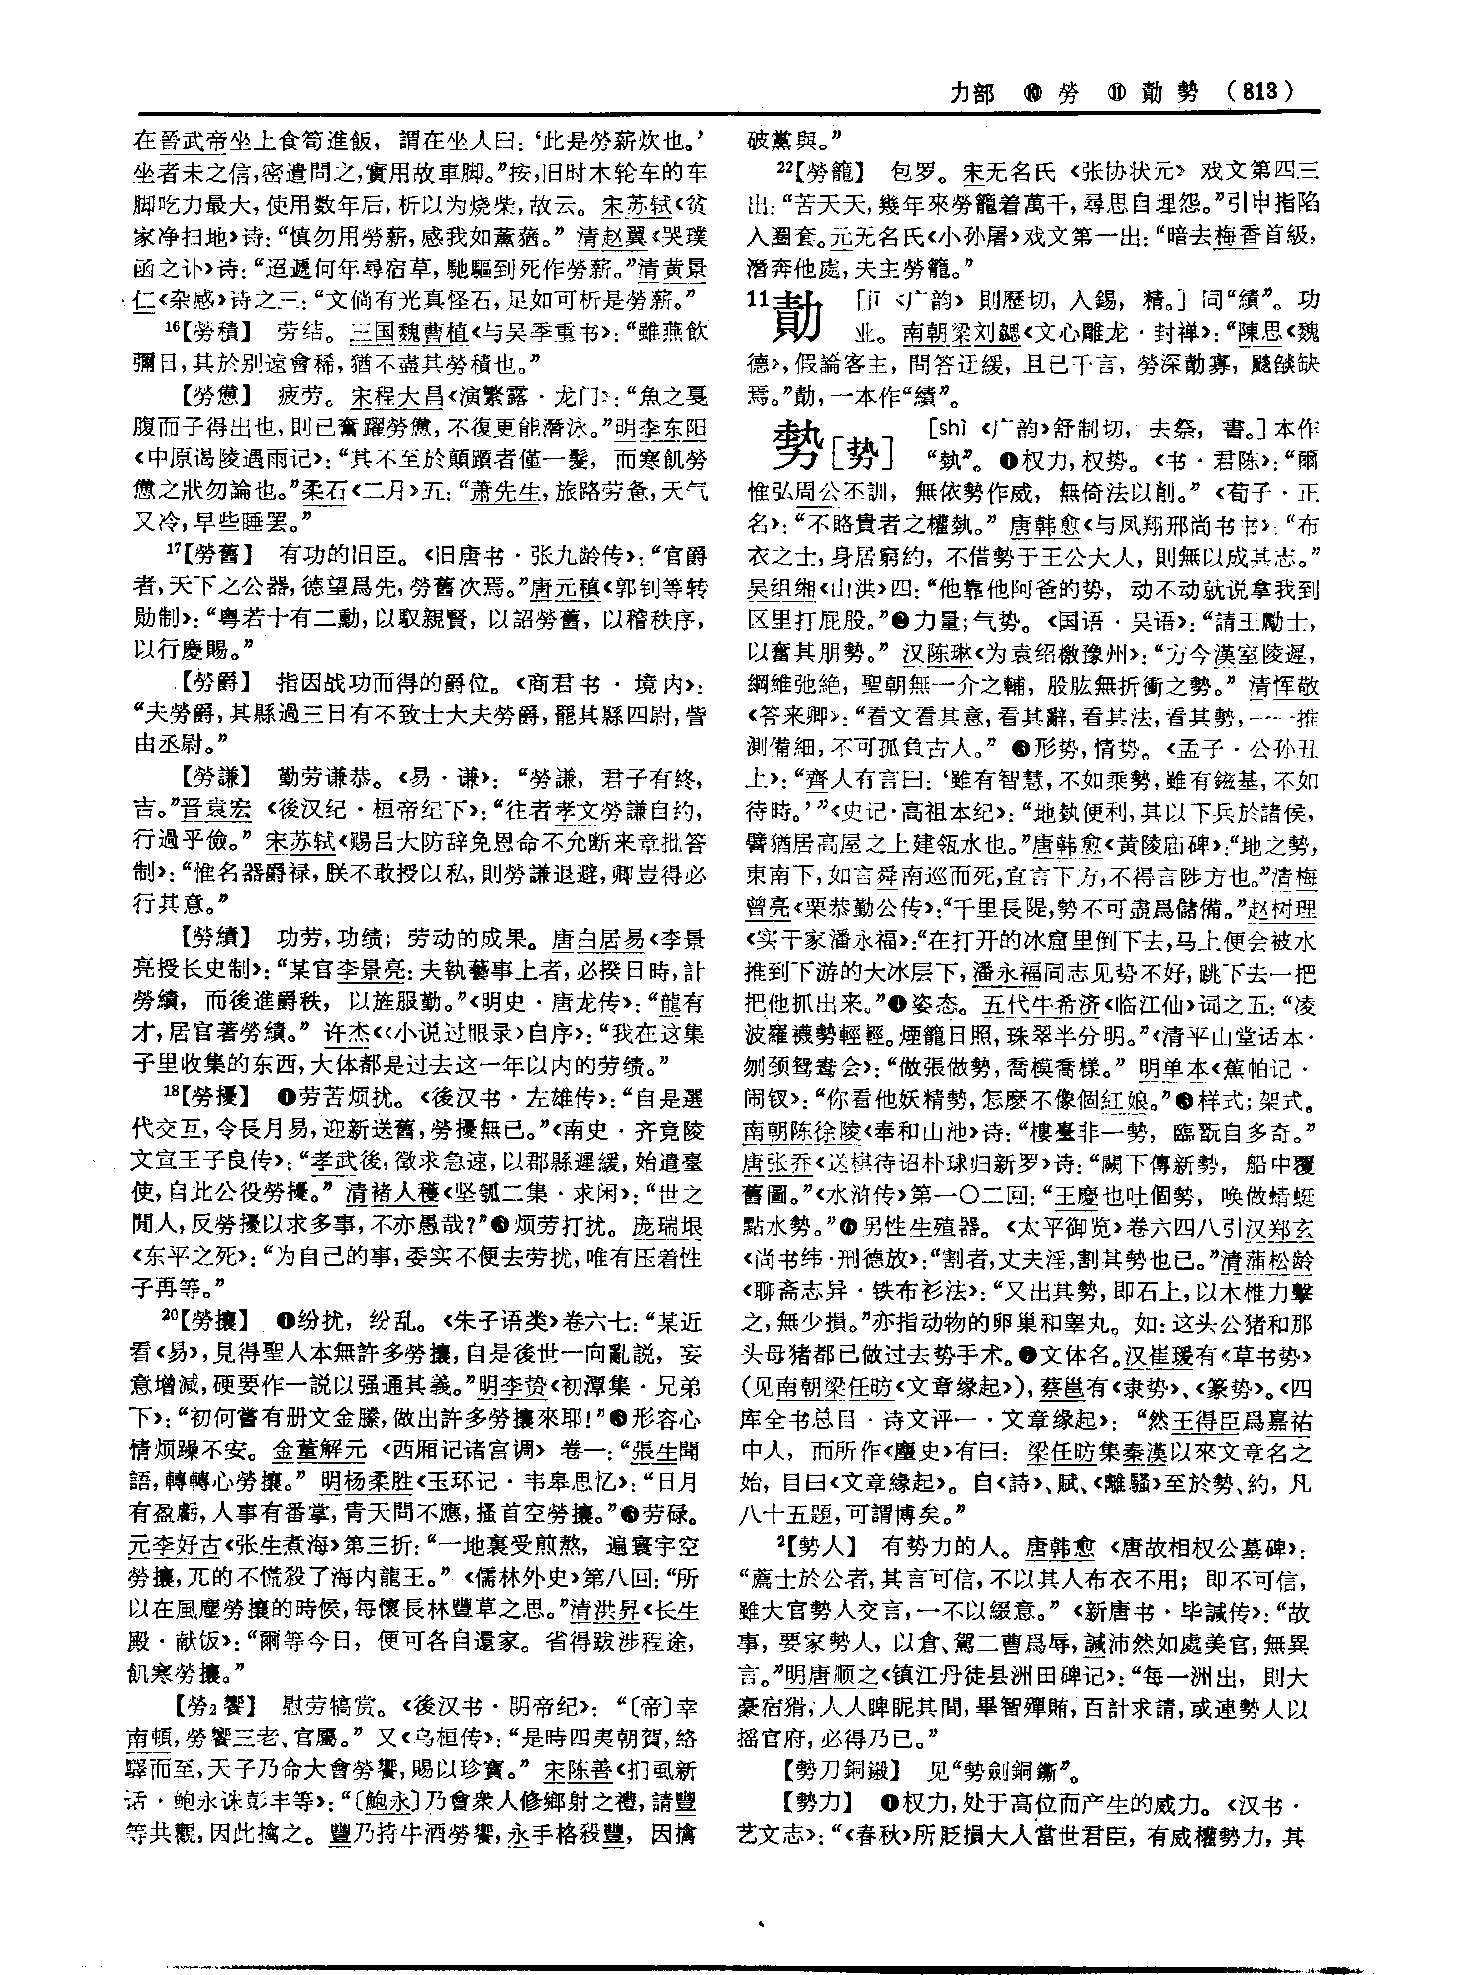 力部 ⑩ 勞 ⑪ 勣 勢 （813）
在晉武帝坐上食筍進飯，謂在坐人曰：‘此是勞薪炊也。’
坐者未之信，密遣問之，實用故車脚。”按，旧时木轮车的车
脚吃力最大，使用数年后，析以为烧柴，故云。宋苏轼《贫
家净扫地》诗：“慎勿用勞薪，感我如薰蕕。”清赵翼《哭璞
函之讣》诗：“迢遞何年尋宿草，馳驅到死作勞薪。”清黄景
仁《杂感》诗之三：“文倘有光真怪石，足如可析是勞薪。”
16【勞積】 劳结。三国魏曹植《与吴季重书》：“雖燕飲
彌日，其於别遠會稀，猶不盡其勞積也。”
【勞憊】 疲劳。宋程大昌《演繁露·龙门》：“魚之戛
腹而子得出也，則已奮躍勞憊，不復更能潛泳。”明李东阳
《中原谒陵遇雨记》：“其不至於顛躓者僅一髮，而寒飢勞
憊之狀勿論也。”柔石《二月》五：“萧先生，旅路劳惫，天气
又冷，早些睡罢。”
17【勞舊】 有功的旧臣。《旧唐书·张九龄传》：“官爵
者，天下之公器，德望爲先，勞舊次焉。”唐元稹《郭钊等转
勋制》：“粤若十有二勳，以馭親賢，以詔勞舊，以稽秩序，
以行慶賜。”
【勞爵】 指因战功而得的爵位。《商君书·境内》：
“夫勞爵，其縣過三日有不致士大夫勞爵，罷其縣四尉，訾
由丞尉。”
【勞謙】 勤劳谦恭。《易·谦》：“勞謙，君子有終，
吉。”晋袁宏《後汉纪·桓帝纪下》：“往者孝文勞謙自約，
行過乎儉。”宋苏轼《赐吕大防辞免恩命不允断来章批答
制》：“惟名器爵禄，朕不敢授以私，則勞謙退避，卿豈得必
行其意。”
【勞績】 功劳，功绩；劳动的成果。唐白居易《李景
亮授长史制》：“某官李景亮：夫執藝事上者，必揆日時，計
勞績，而後進爵秩，以旌服勤。”《明史·唐龙传》：“龍有
才，居官著勞績。”许杰《〈小说过眼录〉自序》：“我在这集
子里收集的东西，大体都是过去这一年以内的劳绩。”
18【勞擾】 ❶劳苦烦扰。《後汉书·左雄传》：“自是選
代交互，令長月易，迎新送舊，勞擾無已。”《南史·齐竟陵
文宣王子良传》：“孝武後，徵求急速，以郡縣遲緩，始遣臺
使，自此公役勞擾。”清褚人穫《坚瓠二集·求闲》：“世之
閒人，反勞擾以求多事，不亦愚哉？”❷烦劳打扰。庞瑞垠
《东平之死》：“为自己的事，委实不便去劳扰，唯有压着性
子再等。”
20【勞攘】 ❶纷扰，纷乱。《朱子语类》卷六七：“某近
看《易》，見得聖人本無許多勞攘，自是後世一向亂説，妄
意增減，硬要作一説以强通其義。”明李贽《初潭集·兄弟
下》：“初何嘗有册文金縢，做出許多勞攘來耶！”❷形容心
情烦躁不安。金董解元《西厢记诸宫调》卷一：“張生聞
語，轉轉心勞攘。”明杨柔胜《玉环记·韦皋思忆》：“日月
有盈虧，人事有番掌，青天問不應，搔首空勞攘。”❸劳碌。
元李好古《张生煮海》第三折：“一地裏受煎熬，遍寰宇空
勞攘，兀的不慌殺了海内龍王。”《儒林外史》第八回：“所
以在風塵勞攘的時候，每懷長林豐草之思。”清洪昇《长生
殿·献饭》：“爾等今日，便可各自還家。省得跋涉程途，
飢寒勞攘。”
【勞2饗】 慰劳犒赏。《後汉书·明帝纪》：“〔帝〕幸
南頓，勞饗三老、官屬。”又《乌桓传》：“是時四夷朝賀，絡
驛而至，天子乃命大會勞饗，賜以珍寶。”宋陈善《扪虱新
话·鲍永诛彭丰等》：“〔鮑永〕乃會衆人修鄉射之禮，請豐
等共觀，因此擒之。豐乃持牛酒勞饗，永手格殺豐，因擒
破黨與。”
22【勞籠】 包罗。宋无名氏《张协状元》戏文第四三
出：“苦天天，幾年來勞籠着萬千，尋思自埋怨。”引申指陷
入圈套。元无名氏《小孙屠》戏文第一出：“暗去梅香首級，
潛奔他處，夫主勞籠。”
11勣 ［jī《广韵》則歷切，入錫，精。］同“績”。功
业。南朝梁刘勰《文心雕龙·封禅》：“陳思《魏
德》，假論客主，問答迂緩，且已千言，勞深勣寡，飈燄缺
焉。”勣，一本作“績”。
勢［势］ ［shì《广韵》舒制切，去祭，書。］本作
“埶”。❶权力，权势。《书·君陈》：“爾
惟弘周公丕訓，無依勢作威，無倚法以削。”《荀子·正
名》：“不賂貴者之權埶。”唐韩愈《与凤翔邢尚书书》：“布
衣之士，身居窮約，不借勢于王公大人，則無以成其志。”
吴组缃《山洪》四：“他靠他阿爸的势，动不动就说拿我到
区里打屁股。”❷力量；气势。《国语·吴语》：“請王勵士，
以奮其朋勢。”汉陈琳《为袁绍檄豫州》：“方今漢室陵遲，
綱維弛絶，聖朝無一介之輔，股肱無折衝之勢。”清恽敬
《答来卿》：“看文看其意，看其辭，看其法，看其勢，一一推
測備細，不可孤負古人。”❸形势，情势。《孟子·公孙丑
上》：“齊人有言曰：‘雖有智慧，不如乘勢，雖有鎡基，不如
待時。’”《史记·高祖本纪》：“地埶便利，其以下兵於諸侯，
譬猶居高屋之上建瓴水也。”唐韩愈《黄陵庙碑》：“地之勢，
東南下，如言舜南巡而死，宜言下方，不得言陟方也。”清梅
曾亮《栗恭勤公传》：“千里長隄，勢不可盡爲儲備。”赵树理
《实干家潘永福》：“在打开的冰窟里倒下去，马上便会被水
推到下游的大冰层下，潘永福同志见势不好，跳下去一把
把他抓出来。”❹姿态。五代牛希济《临江仙》词之五：“凌
波羅襪勢輕輕。煙籠日照，珠翠半分明。”《清平山堂话本·
刎颈鸳鸯会》：“做張做勢，喬模喬樣。”明单本《蕉帕记·
闹钗》：“你看他妖精勢，怎麽不像個紅娘。”❺样式；架式。
南朝陈徐陵《奉和山池》诗：“樓臺非一勢，臨翫自多奇。”
唐张乔《送棋待诏朴球归新罗》诗：“闕下傳新勢，船中覆
舊圖。”《水浒传》第一〇二回：“王慶也吐個勢，唤做蜻蜓
點水勢。”❻男性生殖器。《太平御览》卷六四八引汉郑玄
《尚书纬·刑德放》：“割者，丈夫淫，割其勢也已。”清蒲松龄
《聊斋志异·铁布衫法》：“又出其勢，即石上，以木椎力擊
之，無少損。”亦指动物的卵巢和睾丸。如：这头公猪和那
头母猪都已做过去势手术。❼文体名。汉崔瑗有《草书势》
（见南朝梁任昉《文章缘起》），蔡邕有《隶势》、《篆势》。《四
库全书总目·诗文评一·文章缘起》：“然王得臣爲嘉祐
中人，而所作《麈史》有曰：梁任昉集秦漢以來文章名之
始，目曰《文章緣起》。自《詩》、賦、《離騷》至於勢、約，凡
八十五題，可謂博矣。”
2【勢人】 有势力的人。唐韩愈《唐故相权公墓碑》：
“薦士於公者，其言可信，不以其人布衣不用；即不可信，
雖大官勢人交言，一不以綴意。”《新唐书·毕諴传》：“故
事，要家勢人，以倉、駕二曹爲辱，諴沛然如處美官，無異
言。”明唐顺之《镇江丹徒县洲田碑记》：“每一洲出，則大
豪宿猾，人人睥睨其間，畢智殫賄，百計求請，或連勢人以
摇官府，必得乃已。”
【勢刀銅鎩】 见“勢劍銅鍘”。
【勢力】 ❶权力，处于高位而产生的威力。《汉书·
艺文志》：“《春秋》所貶損大人當世君臣，有威權勢力，其